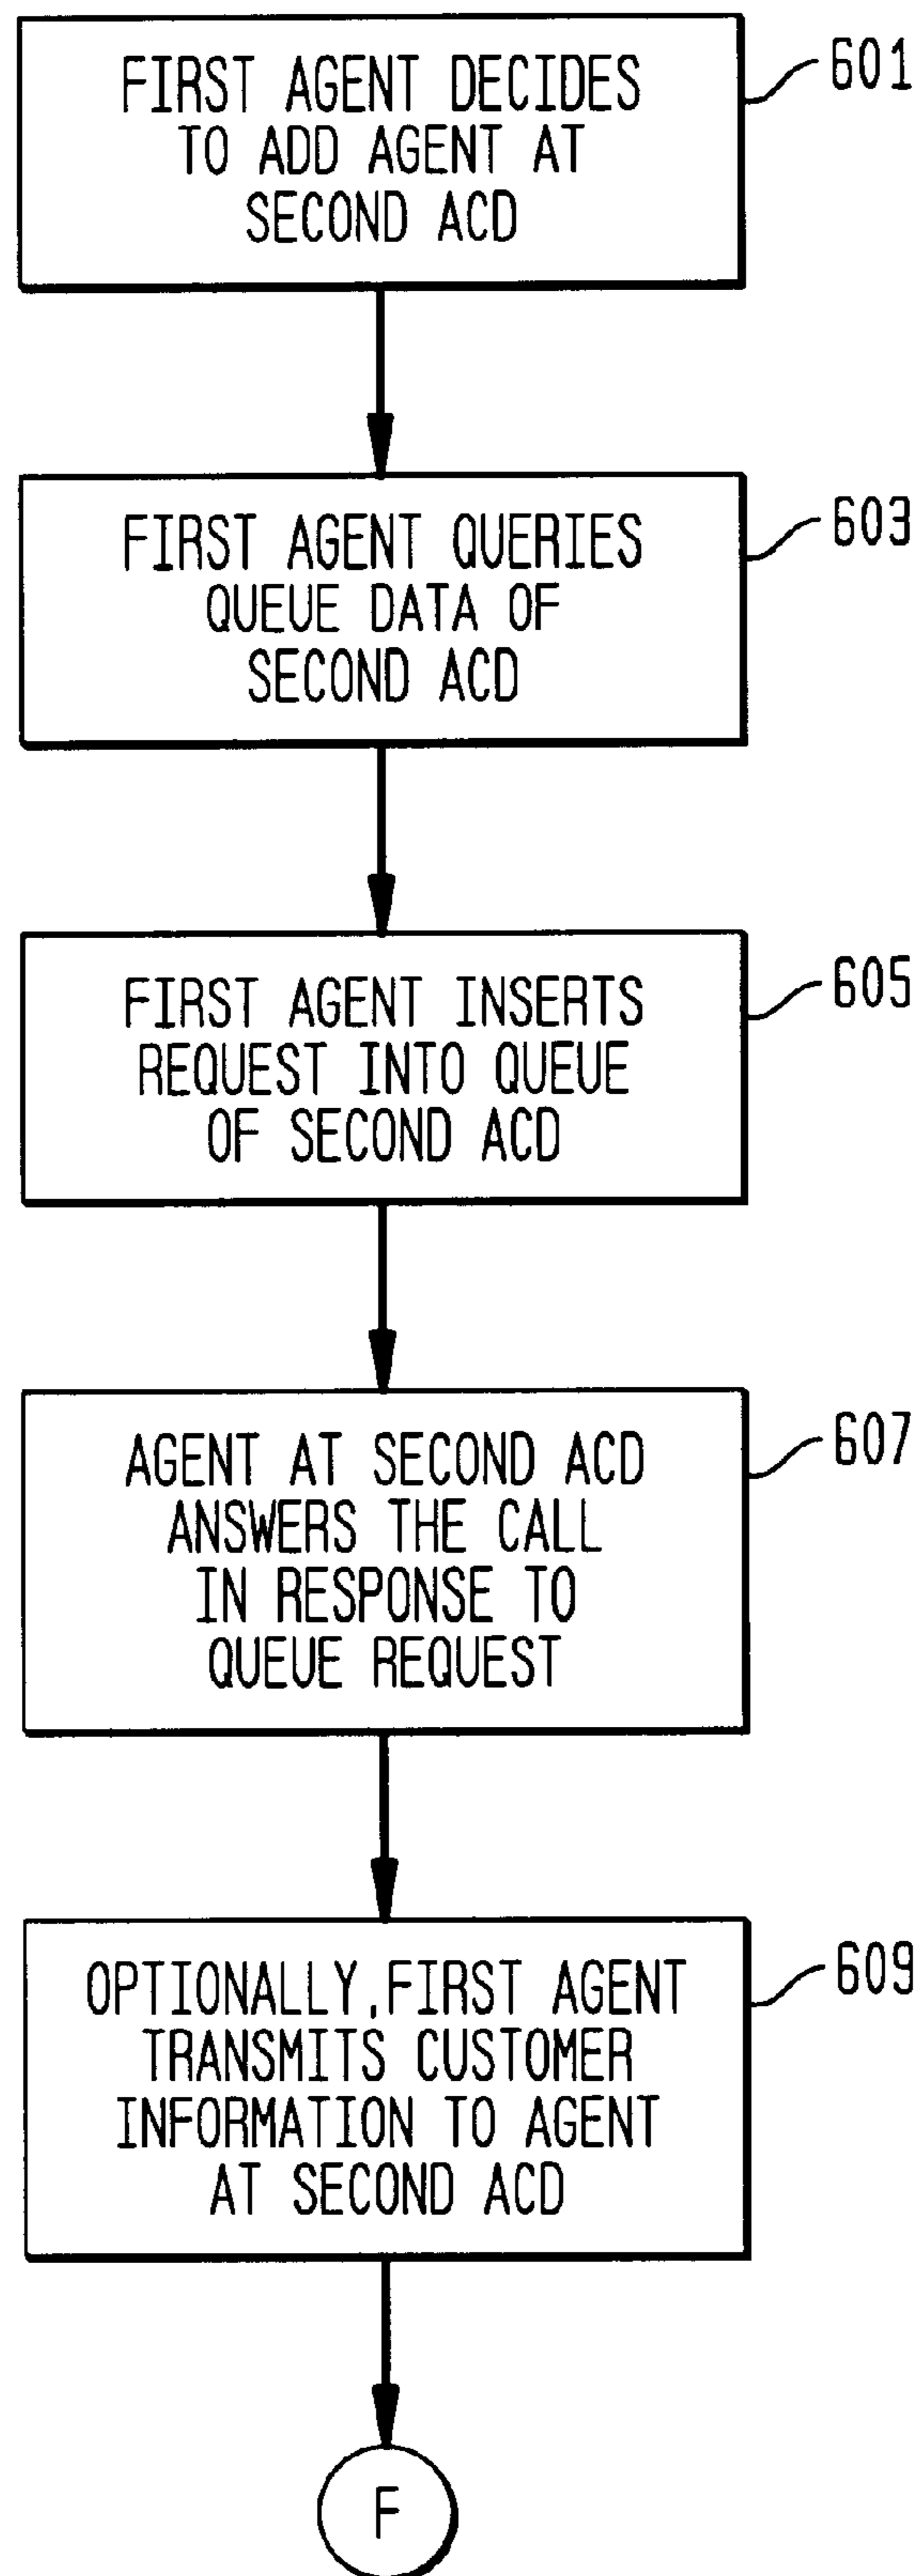 FIRST AGENT DECIDES
TO ADD AGENT AT
SECOND ACD
601
FIRST AGENT QUERIES
QUEUE DATA OF
SECOND ACD
603
FIRST AGENT INSERTS
REQUEST INTO QUEUE
OF SECOND ACD
605
AGENT AT SECOND ACD
ANSWERS THE CALL
IN RESPONSE TO
QUEUE REQUEST
607
OPTIONALLY, FIRST AGENT
TRANSMITS CUSTOMER
INFORMATION TO AGENT
AT SECOND ACD
609
F